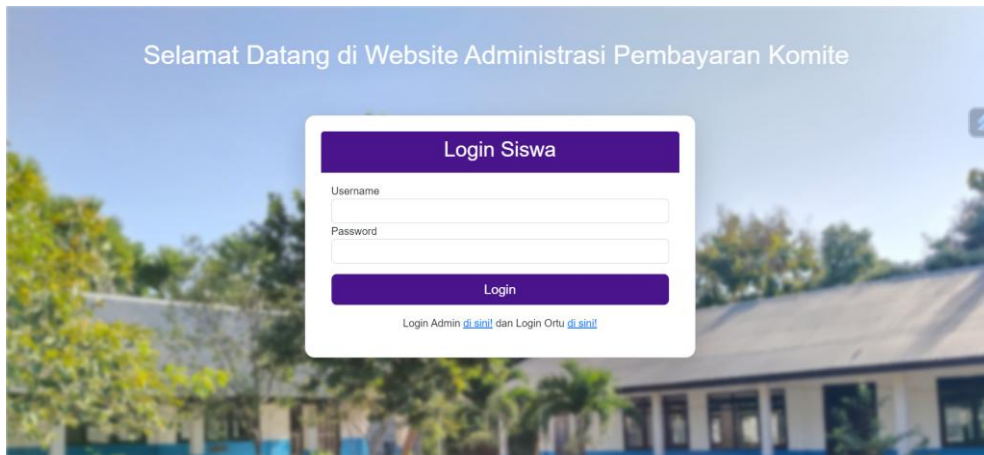 Selamat Datang di Website Administrasi Pembayaran Komite
Login Siswa
Username
Password
Login
Login Admin di sini! dan Login Ortu di sini!